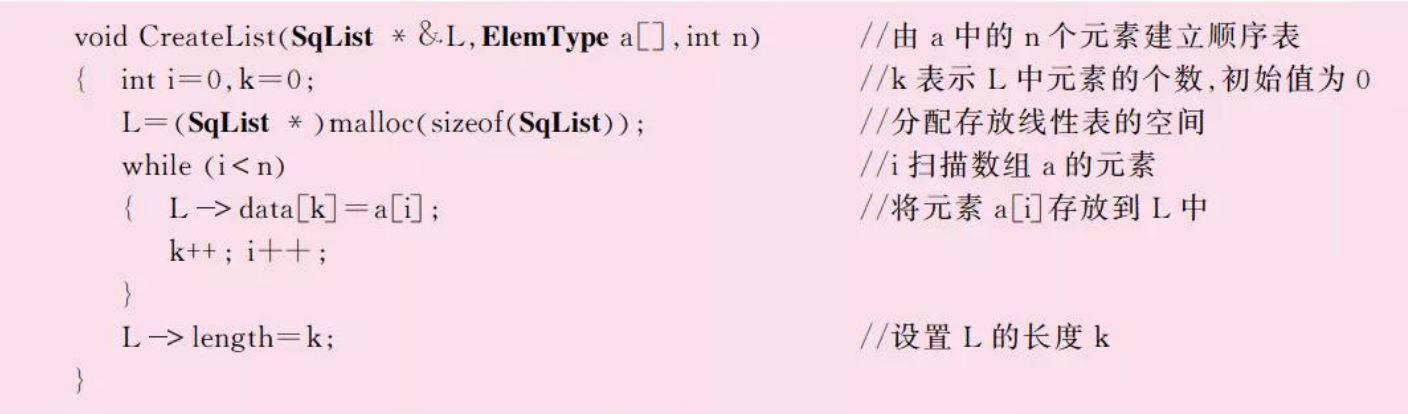 void CreateList(SqList * &L,ElemType a[],int n) //由 a 中的 n 个元素建立顺序表
{ int i=0,k=0; //k 表示 L 中元素的个数,初始值为 0
L=(SqList * )malloc(sizeof(SqList)); //分配存放线性表的空间
while (i<n) //i 扫描数组 a 的元素
{ L->data[k]=a[i]; //将元素 a[i]存放到 L 中
k++; i++;
}
L->length=k; //设置 L 的长度 k
}